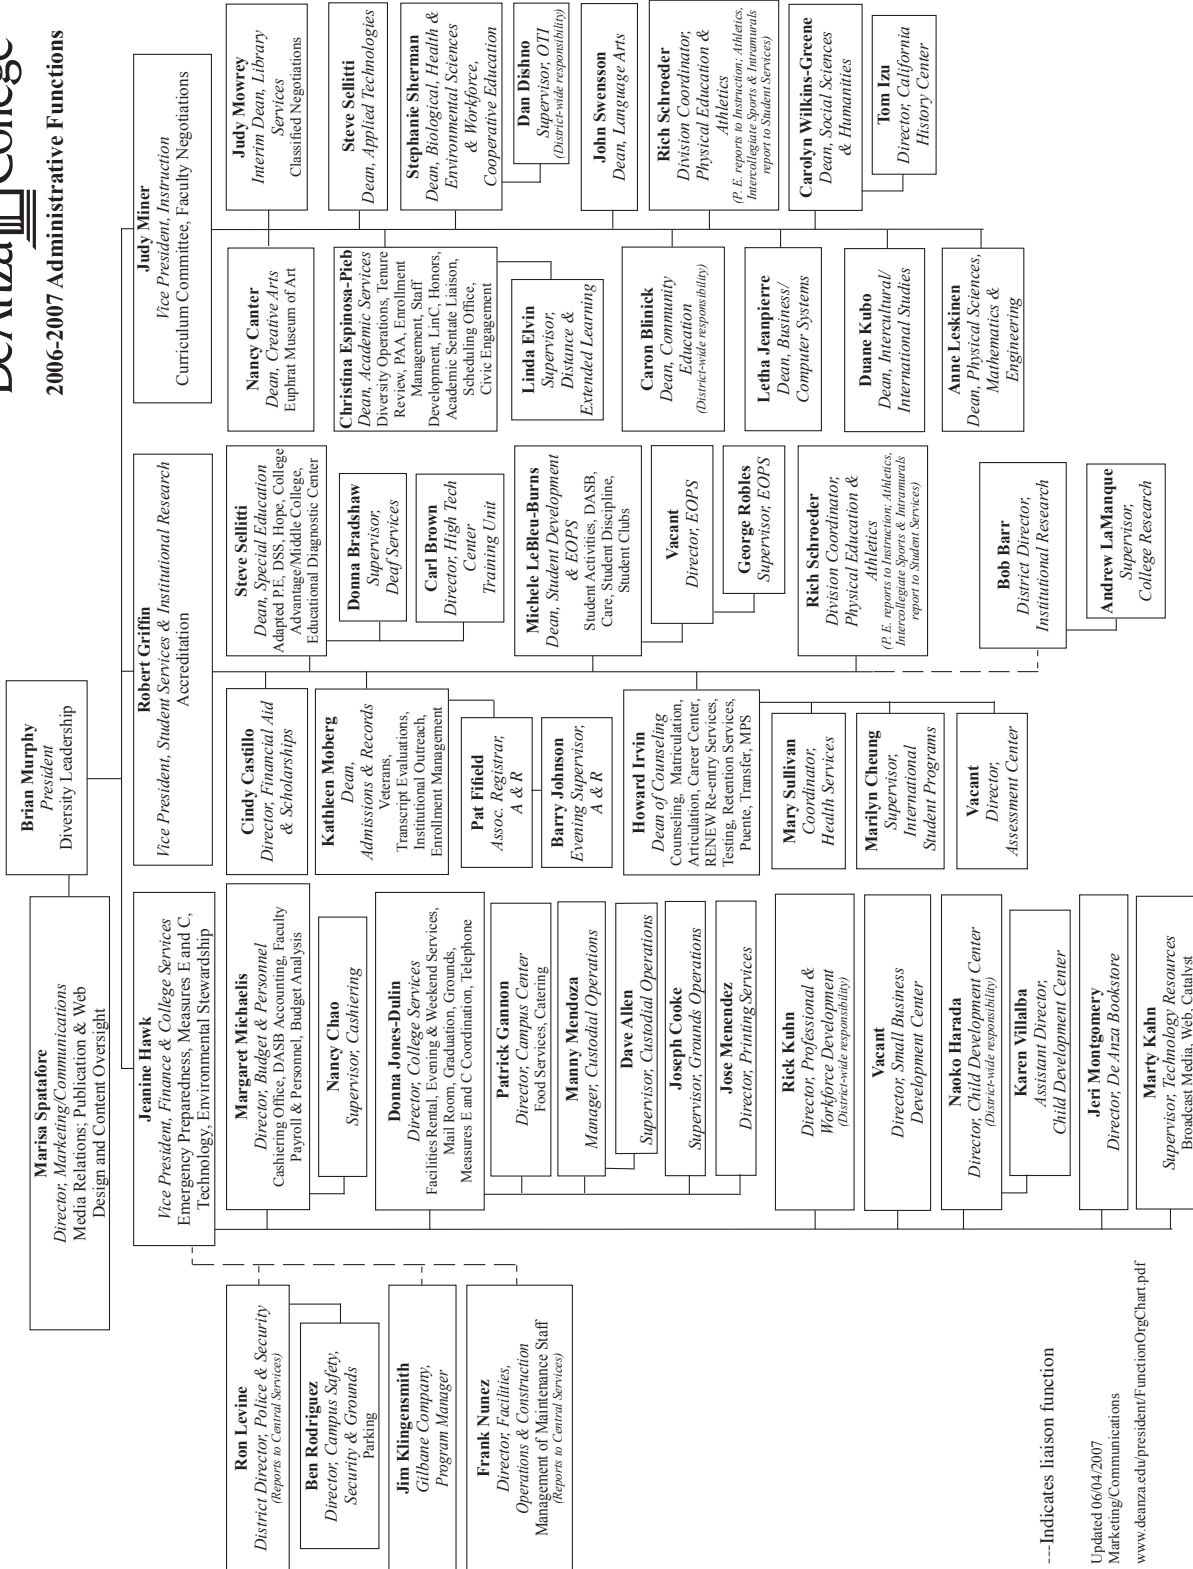 DeAnza College
2006-2007 Administrative Functions
Brian Murphy
President
Diversity Leadership
Marisa Spatafore
Director, Marketing/Communications
Media Relations; Publication & Web
Design and Content Oversight
Jeanine Hawk
Vice President, Finance & College Services
Emergency Preparedness, Measures E and C,
Technology, Environmental Stewardship
Robert Griffin
Vice President, Student Services & Institutional Research
Accreditation
Judy Miner
Vice President, Instruction
Curriculum Committee, Faculty Negotiations
Ron Levine
District Director, Police & Security
(Reports to Central Services)
Ben Rodriguez
Director, Campus Safety,
Security & Grounds
Parking
Jim Klingensmith
Gilbane Company,
Program Manager
Frank Nunez
Director, Facilities,
Operations & Construction
Management of Maintenance Staff
(Reports to Central Services)
Margaret Michaelis
Director, Budget & Personnel
Cashiering Office, DASB Accounting, Faculty
Payroll & Personnel, Budget Analysis
Nancy Chao
Supervisor, Cashiering
Donna Jones-Dulin
Director, College Services
Facilities Rental, Evening & Weekend Services,
Mail Room, Graduation, Grounds,
Measures E and C Coordination, Telephone
Patrick Gannon
Director, Campus Center
Food Services, Catering
Manny Mendoza
Manager, Custodial Operations
Dave Allen
Supervisor, Custodial Operations
Joseph Cooke
Supervisor, Grounds Operations
Jose Menendez
Director, Printing Services
Rick Kuhn
Director, Professional &
Workforce Development
(District-wide responsibility)
Vacant
Director, Small Business
Development Center
Naoko Harada
Director, Child Development Center
(District-wide responsibility)
Karen Villalba
Assistant Director,
Child Development Center
Jeri Montgomery
Director, De Anza Bookstore
Marty Kahn
Supervisor, Technology Resources
Broadcast Media, Web, Catalyst
Cindy Castillo
Director, Financial Aid
& Scholarships
Kathleen Moberg
Dean,
Admissions & Records
Veterans,
Transcript Evaluations,
Institutional Outreach,
Enrollment Management
Pat Fifield
Assoc. Registrar,
A & R
Barry Johnson
Evening Supervisor,
A & R
Howard Irvin
Dean of Counseling
Counseling, Matriculation,
Articulation, Career Center,
RENEW Re-entry Services,
Testing, Retention Services,
Puente, Transfer, MPS
Mary Sullivan
Coordinator,
Health Services
Marilyn Cheung
Supervisor,
International
Student Programs
Vacant
Director,
Assessment Center
Steve Sellitti
Dean, Special Education
Adapted P.E, DSS, Hope, College
Advantage/Middle College,
Educational Diagnostic Center
Donna Bradshaw
Supervisor,
Deaf Services
Carl Brown
Director, High Tech
Center
Training Unit
Michele LeBleu-Burns
Dean, Student Development
& EOPS
Student Activities, DASB,
Care, Student Discipline,
Student Clubs
Vacant
Director, EOPS
George Robles
Supervisor, EOPS
Rich Schroeder
Division Coordinator,
Physical Education &
Athletics
(P. E. reports to Instruction; Athletics,
Intercollegiate Sports & Intramurals
report to Student Services)
Bob Barr
District Director,
Institutional Research
Andrew LaManque
Supervisor,
College Research
Nancy Canter
Dean, Creative Arts
Euphrat Museum of Art
Christina Espinosa-Pieb
Dean, Academic Services
Diversity Operations, Tenure
Review, PAA, Enrollment
Management, Staff
Development, LinC, Honors,
Academic Sentate Liaison,
Scheduling Office,
Civic Engagement
Linda Elvin
Supervisor,
Distance &
Extended Learning
Caron Blinick
Dean, Community
Education
(District-wide responsibility)
Letha Jeanpierre
Dean, Business/
Computer Systems
Duane Kubo
Dean, Intercultural/
International Studies
Anne Leskinen
Dean, Physical Sciences,
Mathematics &
Engineering
Judy Mowrey
Interim Dean, Library
Services
Classified Negotiations
Steve Sellitti
Dean, Applied Technologies
Stephanie Sherman
Dean, Biological, Health &
Environmental Sciences
& Workforce,
Cooperative Education
Dan Dishno
Supervisor, OTI
(District-wide responsibility)
John Swensson
Dean, Language Arts
Rich Schroeder
Division Coordinator,
Physical Education &
Athletics
(P. E. reports to Instruction; Athletics,
Intercollegiate Sports & Intramurals
report to Student Services)
Carolyn Wilkins-Greene
Dean, Social Sciences
& Humanities
Tom Izu
Director, California
History Center
---Indicates liaison function
Updated 06/04/2007
Marketing/Communications
www.deanza.edu/president/FunctionOrgChart.pdf